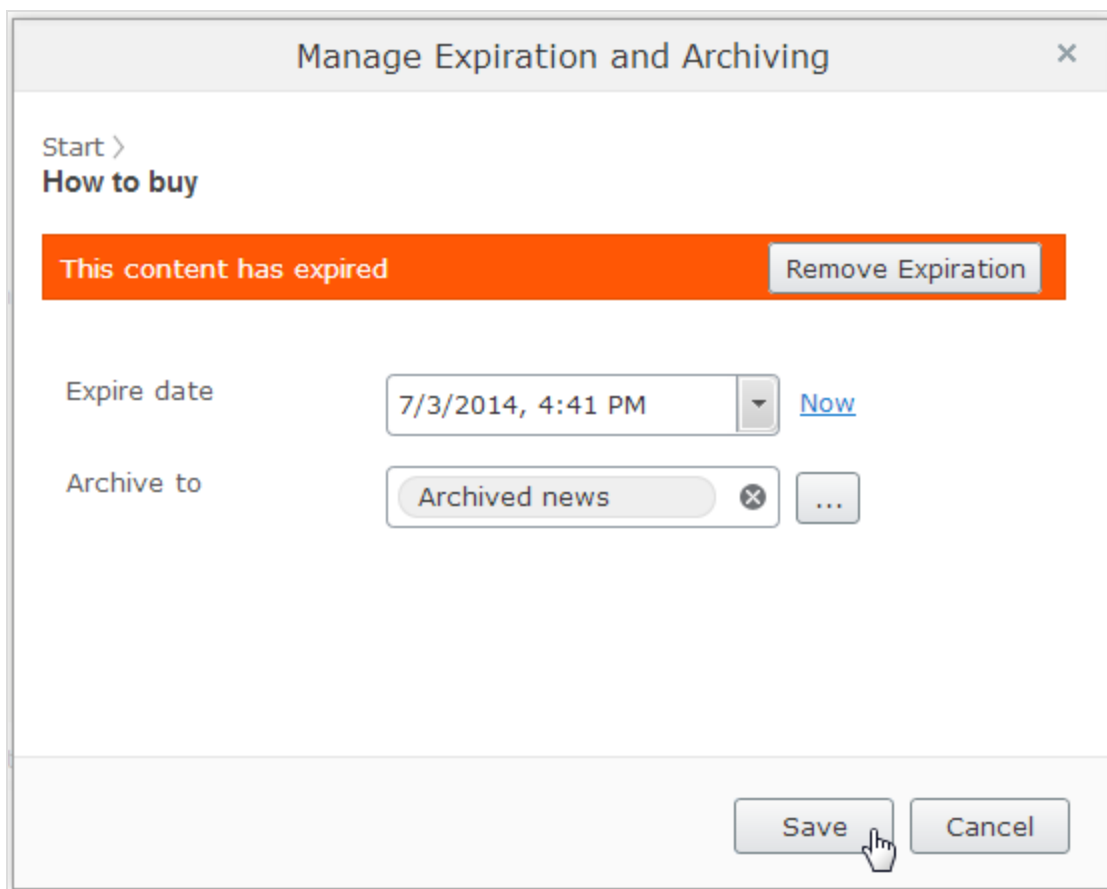 Manage Expiration and Archiving
Start
How to buy
This content has expired
Remove Expiration
Expire date
7/3/2014, 4:41 PM
Now
Archive to
Archived news
...
Save
Cancel